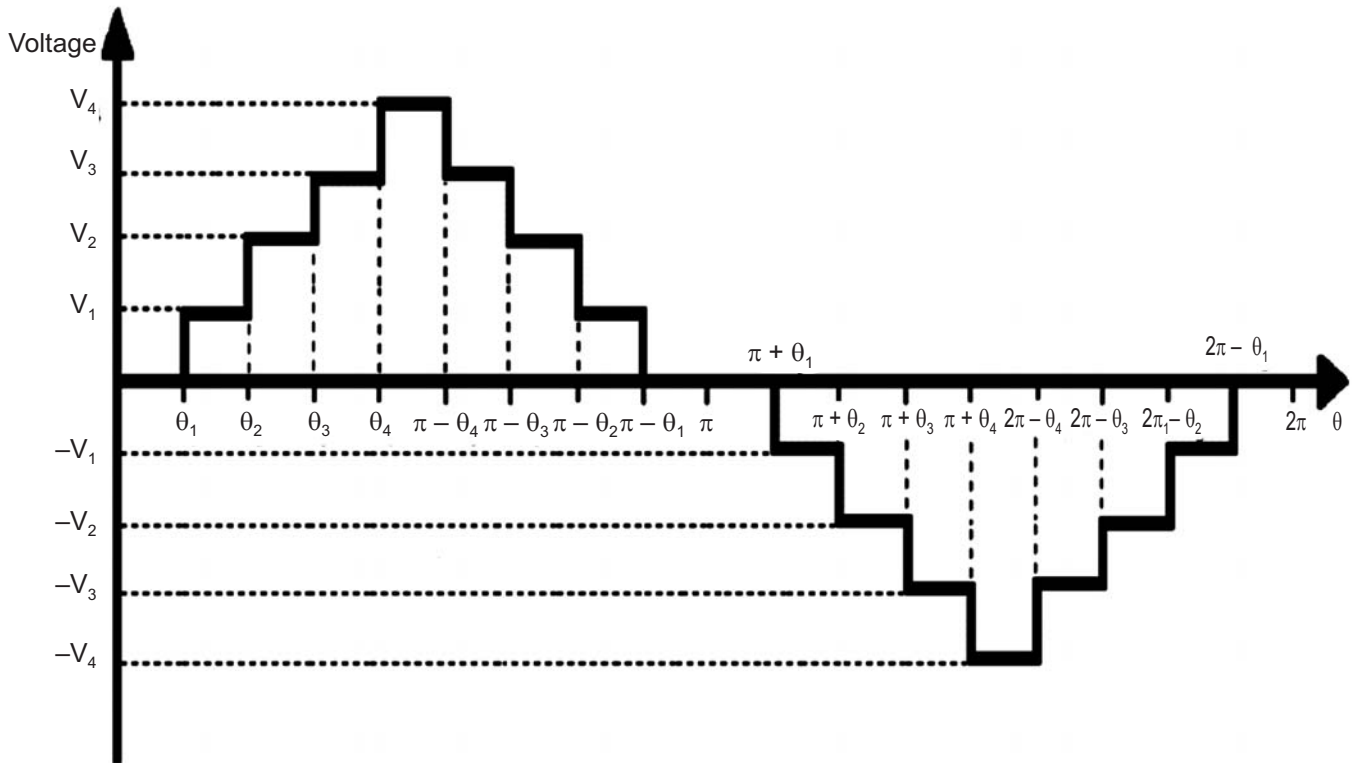 Voltage
V₄
V₃
V₂
V₁
π + θ₁
2π – θ₁
θ₁ θ₂ θ₃ θ₄ π – θ₄ π – θ₃ π – θ₂ π – θ₁ π
π + θ₂ π + θ₃ π + θ₄ 2π – θ₄ 2π – θ₃ 2π₁–θ₂ 2π θ
–V₁
–V₂
–V₃
–V₄